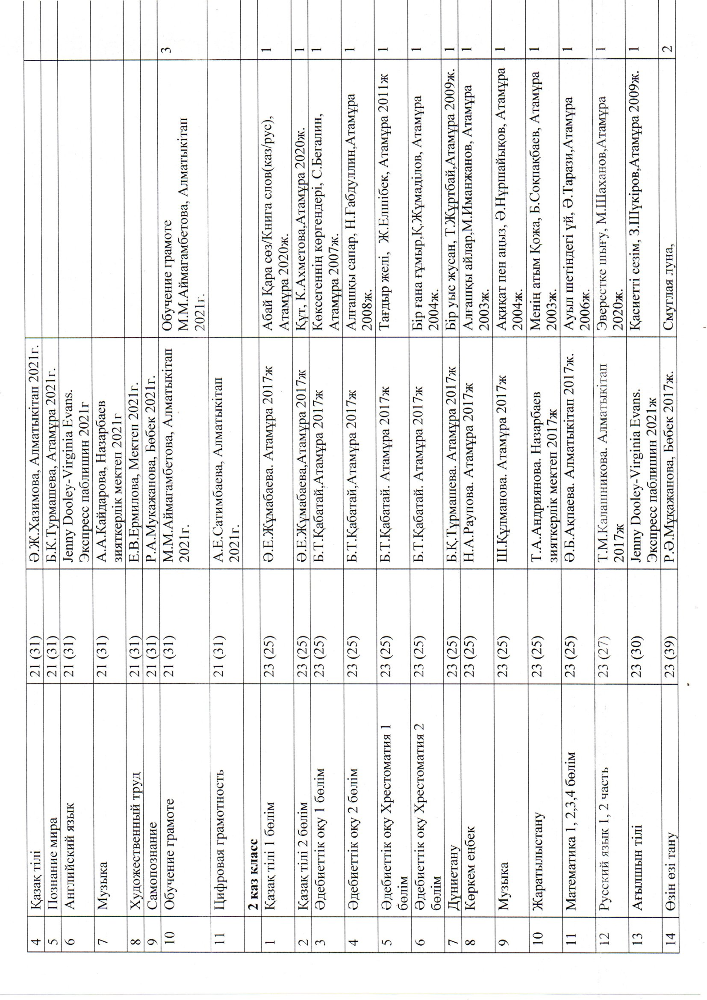 4 Қазақ тілі 21 (31) Ә.Ж.Хазимова, Алматыкітап 2021г.
5 Познание мира 21 (31) Б.К.Турмашева, Атамұра 2021г.
6 Английский язык 21 (31) Jenny Dooley-Virginia Evans.
Экспресс паблишин 2021г
7 Музыка 21 (31) А.А.Кайдарова, Назарбаев
зияткерлік мектеп 2021г
8 Художественный труд 21 (31) Е.В.Ермилова, Мектеп 2021г.
9 Самопознание 21 (31) Р.А.Мукажанова, Бөбек 2021г.
10 Обучение грамоте 21 (31) М.М.Аймагамбетова, Алматыкітап Обучение грамоте 3
2021г. М.М.Аймагамбетова, Алматыкітап
2021г.
11 Цифровая грамотность 21 (31) А.Е.Сатимбаева, Алматыкітап
2021г.
2 каз класс
1 Қазақ тілі 1 бөлім 23 (25) Ә.Е.Жұмабаева. Атамұра 2017ж Абай Қара сөз/Книга слов(каз/рус), 1
Атамұра 2020ж.
2 Қазақ тілі 2 бөлім 23 (25) Ә.Е.Жұмабаева,Атамұра 2017ж Құт, К.Ахметова,Атамұра 2020ж. 1
3 Әдебиеттік оқу 1 бөлім 23 (25) Б.Т.Қабатай,Атамұра 2017ж Көксегеннің көргендері, С.Бегалин, 1
Атамұра 2007ж.
4 Әдебиеттік оқу 2 бөлім 23 (25) Б.Т.Қабатай,Атамұра 2017ж Алғашқы сапар, Н.Ғабдуллин,Атамұра 1
2008ж.
5 Әдебиеттік оқу Хрестоматия 1 23 (25) Б.Т.Қабатай. Атамұра 2017ж Тағдыр желі, Ж.Елшібек, Атамұра 2011ж 1
бөлім
6 Әдебиеттік оқу Хрестоматия 2 23 (25) Б.Т.Қабатай. Атамұра 2017ж Бір ғана ғұмыр,Қ.Жұмаділов, Атамұра 1
бөлім 2004ж.
7 Дүниетану 23 (25) Б.Қ.Тұрмашева. Атамұра 2017ж Бір уыс жусан, Т.Жұртбай,Атамұра 2009ж. 1
8 Көркем еңбек 23 (25) Н.А.Раупова. Атамұра 2017ж Алғашқы айлар,М.Иманжанов, Атамұра 1
2003ж.
9 Музыка 23 (25) Ш.Құлманова. Атамұра 2017ж Ақиқат пен аңыз, Ә.Нұршайықов, Атамұра 1
2004ж.
10 Жаратылыстану 23 (25) Т.А.Андриянова. Назарбаев Менің атым Қожа, Б.Соқпақбаев, Атамұра 1
зияткерлік мектеп 2017ж 2003ж.
11 Математика 1, 2,3,4 бөлім 23 (25) Ә.Б.Ақпаева. Алматыкітап 2017ж. Ауыл шетіндегі үй, Ә.Тарази,Атамұра 1
2006ж.
12 Русский язык 1, 2 часть 23 (27) Т.М.Калашникова. Алматыкітап Эверестке шығу, М.Шаханов,Атамұра 1
2017ж 2020ж.
13 Ағылшын тілі 23 (30) Jenny Dooley-Virginia Evans. Қасиетті сезім, З.Шүкіров,Атамұра 2009ж. 1
Экспресс паблишин 2021ж
14 Өзін өзі тану 23 (39) Р.Ә.Мұқажанова, Бөбек 2017ж. Смуглая луна, 2